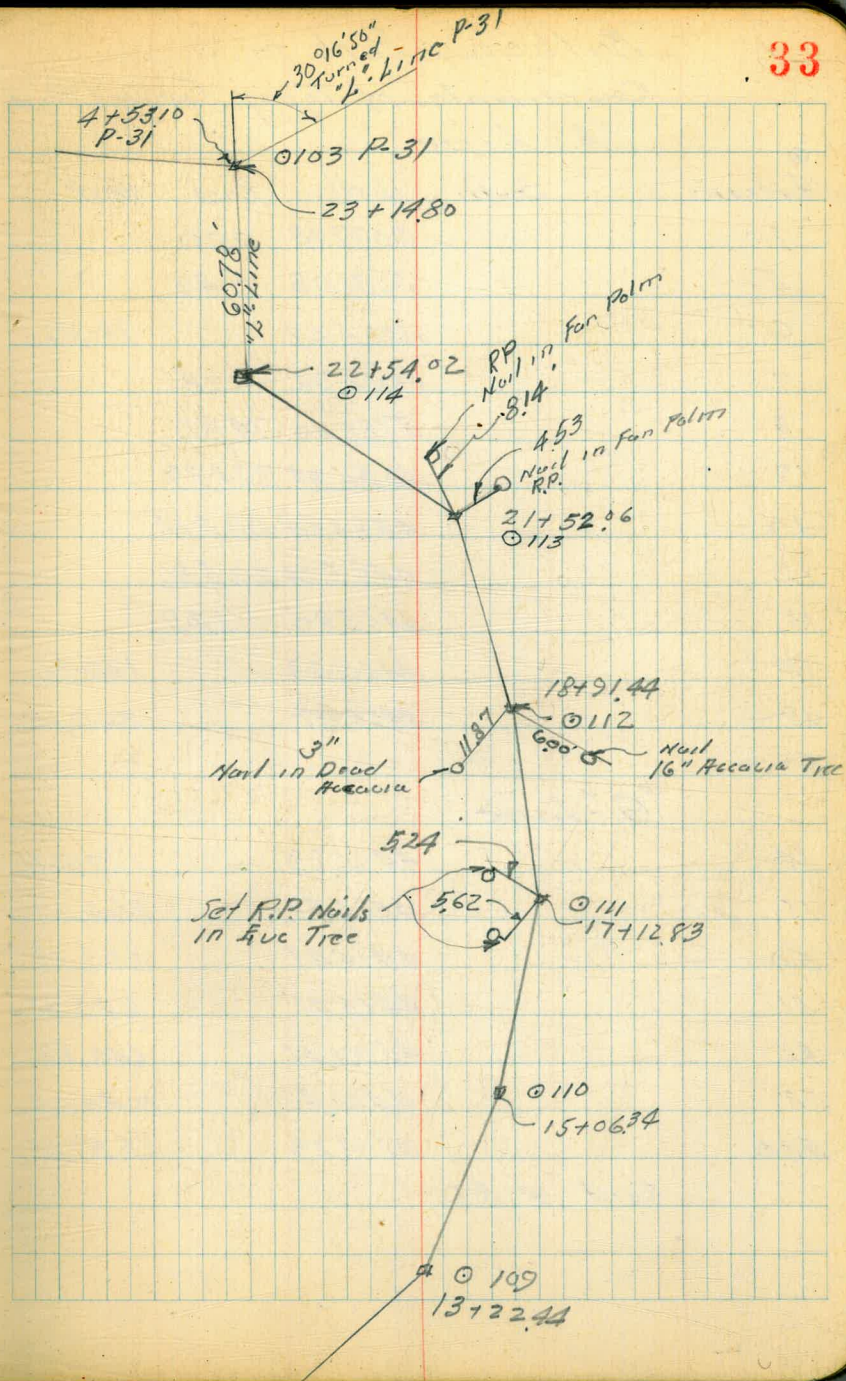 33
30°16'50"
Turned
"L" Line P-31
4+53.10
P-31
⊙103 P-31
23+14.80
60.78'
"L" Line
22+54.02
⊙114
RP
Nail in Fan Palm
8.14'
4.53
Nail in Fan Palm
R.P.
21+52.06
⊙113
18+91.44
⊙112
11.87
6.00'
Nail
16" Accacia Tree
3"
Nail in Dead
Accacia
5.24
5.62
Set R.P. Nails
in Euc Tree
⊙111
17+12.83
⊙110
15+06.34
⊙ 109
13+22.44